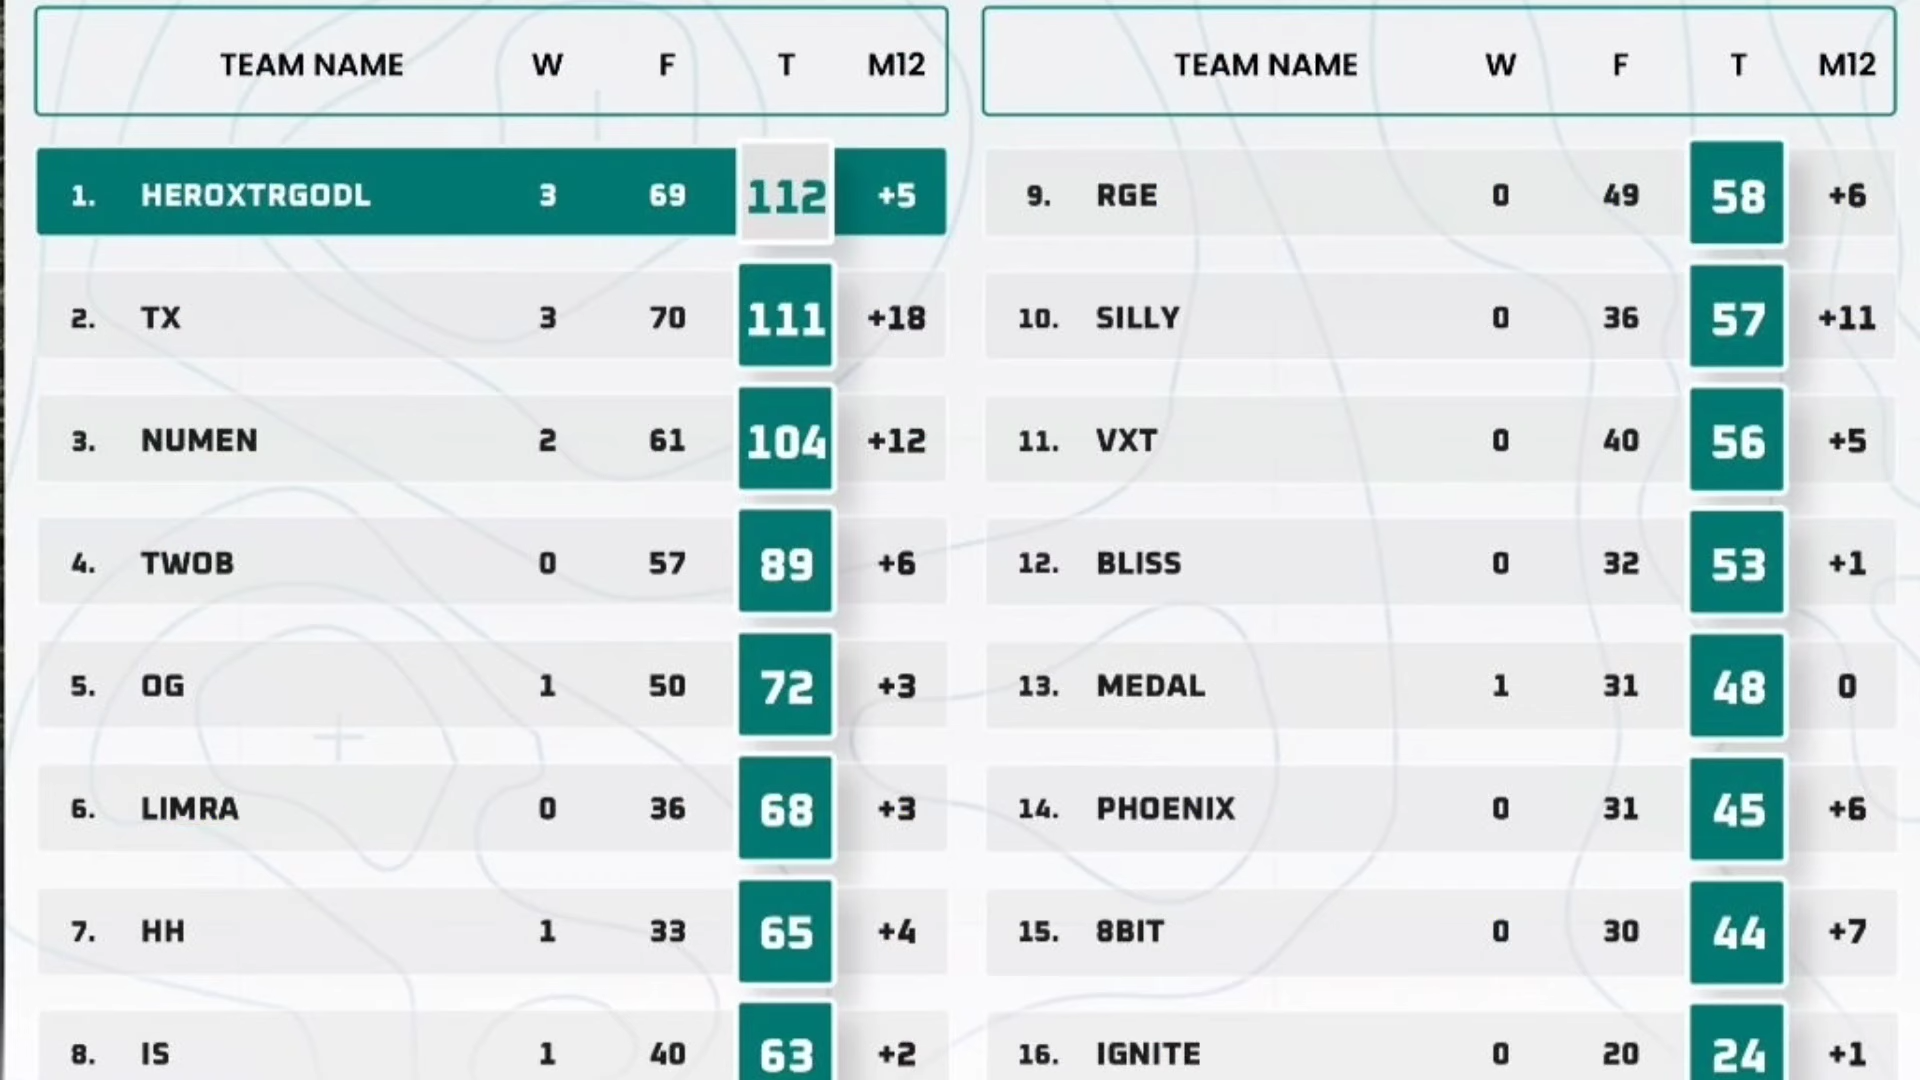 TEAM NAME W F T M12
1. HEROXTRGODL 3 69 112 +5
2. TX 3 70 111 +18
3. NUMEN 2 61 104 +12
4. TWOB 0 57 89 +6
5. OG 1 50 72 +3
6. LIMRA 0 36 68 +3
7. HH 1 33 65 +4
8. IS 1 40 63 +2
TEAM NAME W F T M12
9. RGE 0 49 58 +6
10. SILLY 0 36 57 +11
11. VXT 0 40 56 +5
12. BLISS 0 32 53 +1
13. MEDAL 1 31 48 0
14. PHOENIX 0 31 45 +6
15. 8BIT 0 30 44 +7
16. IGNITE 0 20 24 +1